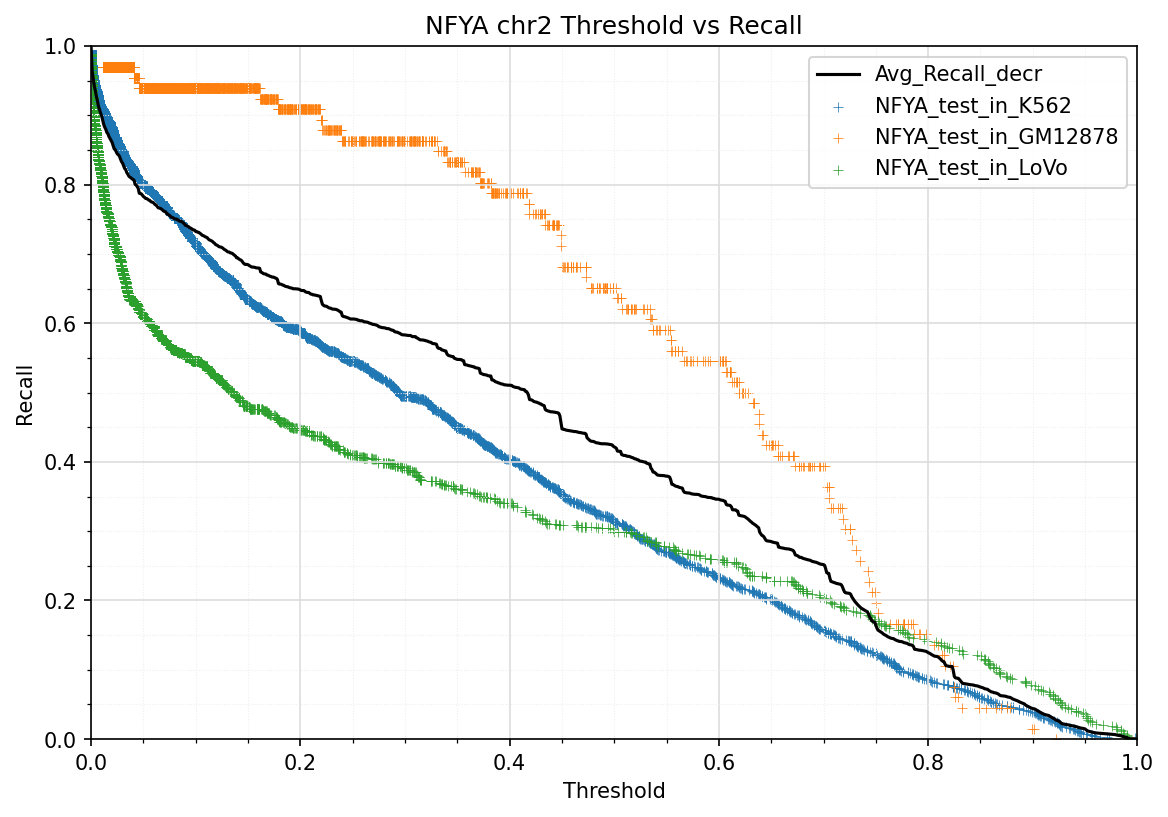 NFYA chr2 Threshold vs Recall
Avg_Recall_decr
NFYA_test_in_K562
NFYA_test_in_GM12878
NFYA_test_in_LoVo
Recall
1.0
0.8
0.6
0.4
0.2
0.0
0.0 0.2 0.4 0.6 0.8 1.0
Threshold